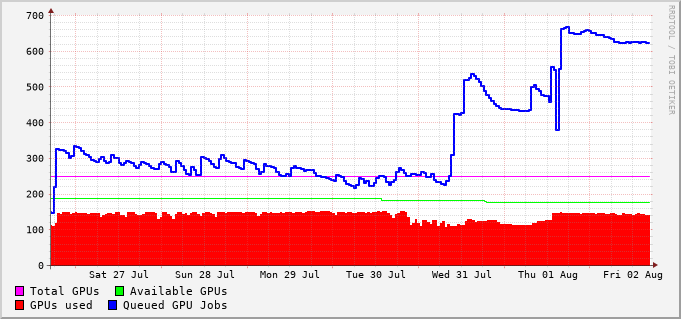 700
600
500
400
300
200
100
0
Sat 27 Jul Sun 28 Jul Mon 29 Jul Tue 30 Jul Wed 31 Jul Thu 01 Aug Fri 02 Aug
Total GPUs Available GPUs
GPUs used Queued GPU Jobs
RRDTOOL / TOBI OETIKER